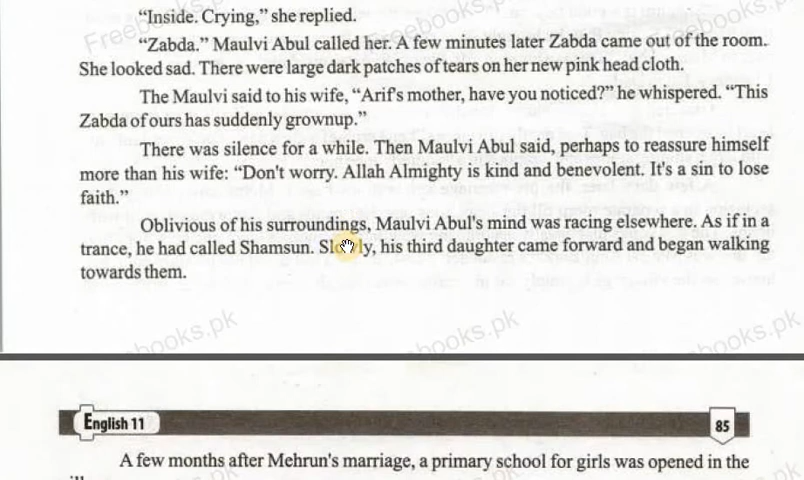 "Inside. Crying," she replied.
"Zabda." Maulvi Abul called her. A few minutes later Zabda came out of the room.
She looked sad. There were large dark patches of tears on her new pink head cloth.
The Maulvi said to his wife, "Arif's mother, have you noticed?" he whispered. "This
Zabda of ours has suddenly grownup."
There was silence for a while. Then Maulvi Abul said, perhaps to reassure himself
more than his wife: "Don't worry. Allah Almighty is kind and benevolent. It's a sin to lose
faith."
Oblivious of his surroundings, Maulvi Abul's mind was racing elsewhere. As if in a
trance, he had called Shamsun. Slowly, his third daughter came forward and began walking
towards them.
English 11
85
A few months after Mehrun's marriage, a primary school for girls was opened in the